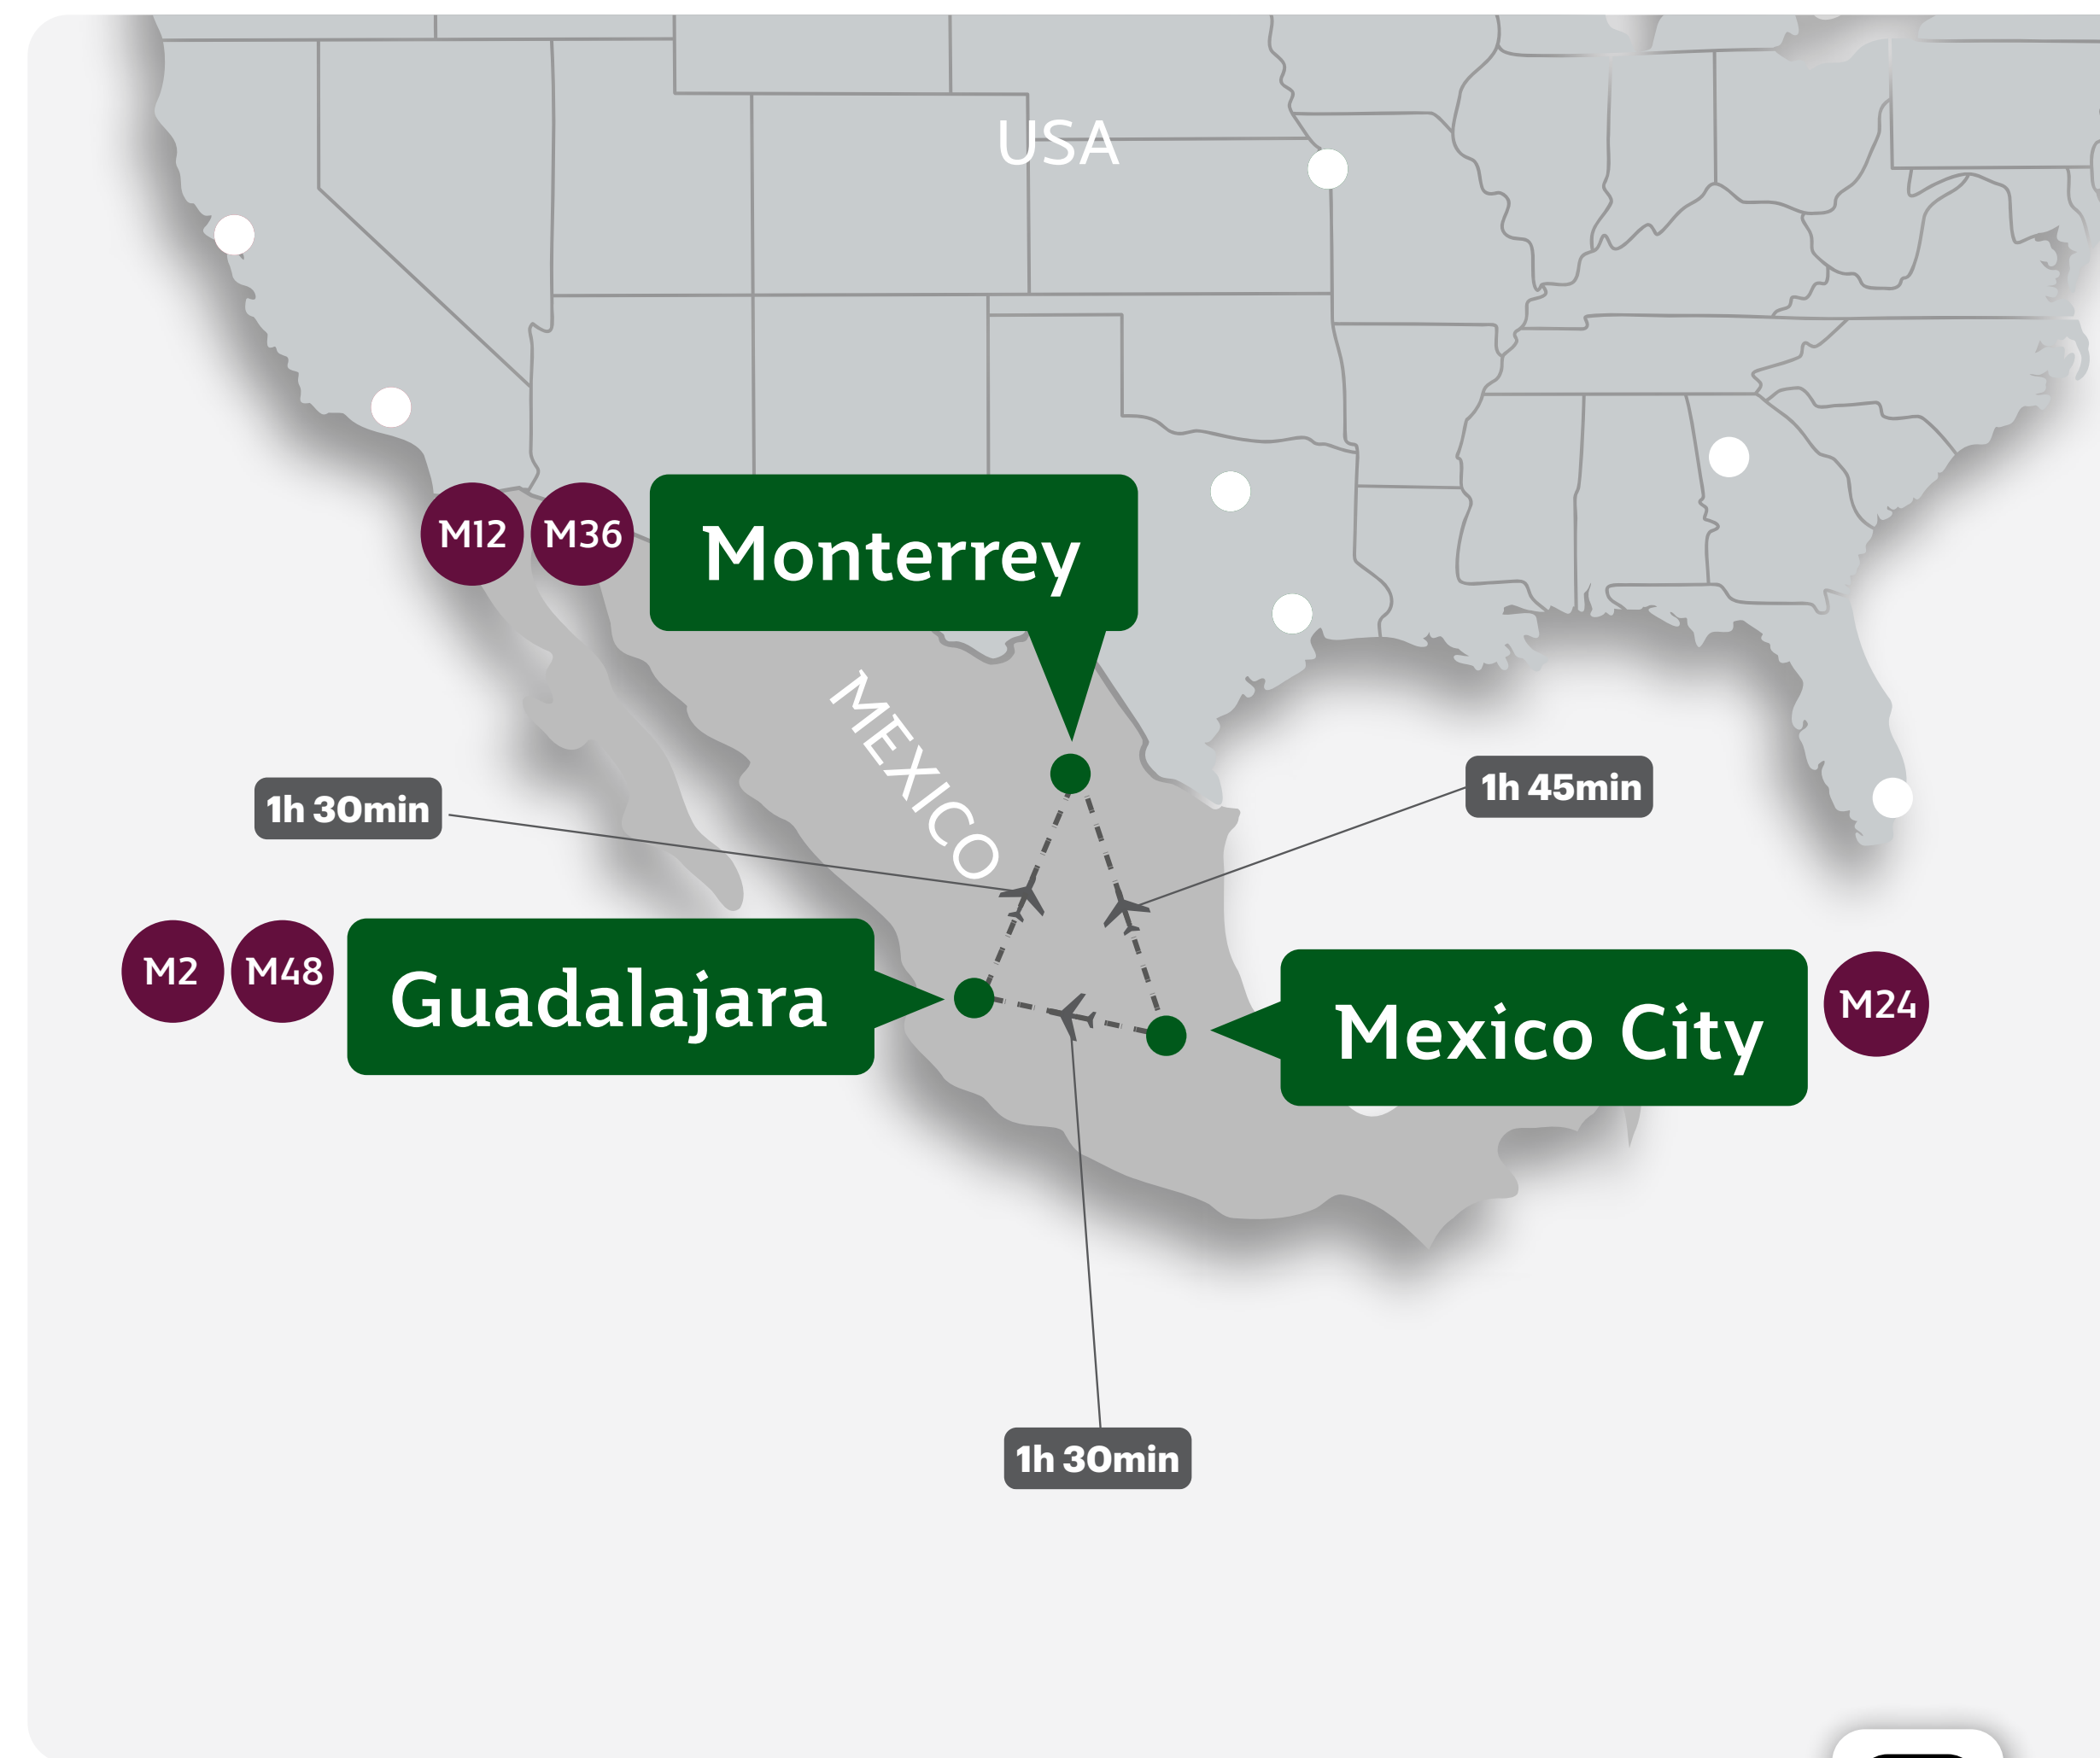 USA
M12
M36
Monterrey
MEXICO
1h 30min
1h 45min
M2
M48
Guadalajara
Mexico City
M24
1h 30min